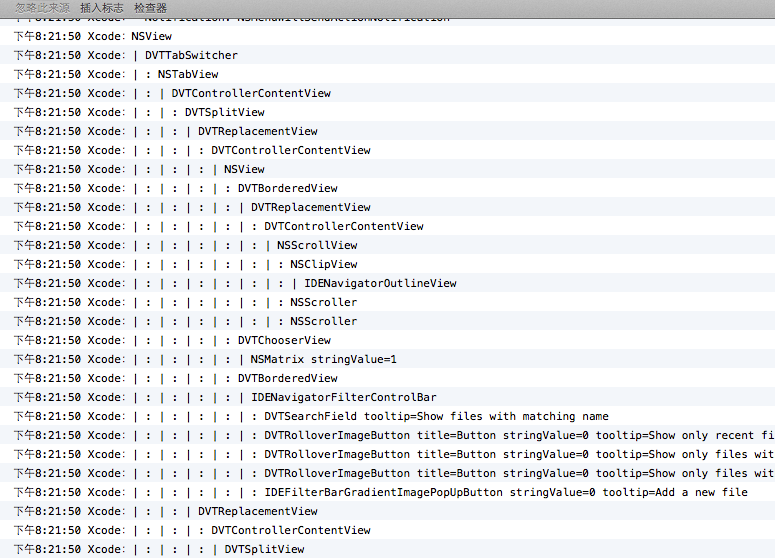 忽略此来源 插入标志 检查器
下午8:21:50 Xcode: NSView
下午8:21:50 Xcode: | DVTTabSwitcher
下午8:21:50 Xcode: | : NSTabView
下午8:21:50 Xcode: | : | DVTControllerContentView
下午8:21:50 Xcode: | : | : DVTSplitView
下午8:21:50 Xcode: | : | : | DVTReplacementView
下午8:21:50 Xcode: | : | : | : DVTControllerContentView
下午8:21:50 Xcode: | : | : | : | NSView
下午8:21:50 Xcode: | : | : | : | : DVTBorderedView
下午8:21:50 Xcode: | : | : | : | : | DVTReplacementView
下午8:21:50 Xcode: | : | : | : | : | : DVTControllerContentView
下午8:21:50 Xcode: | : | : | : | : | : | NSScrollView
下午8:21:50 Xcode: | : | : | : | : | : | : NSClipView
下午8:21:50 Xcode: | : | : | : | : | : | : | IDENavigatorOutlineView
下午8:21:50 Xcode: | : | : | : | : | : | : NSScroller
下午8:21:50 Xcode: | : | : | : | : | : | : NSScroller
下午8:21:50 Xcode: | : | : | : | : DVTChooserView
下午8:21:50 Xcode: | : | : | : | : | NSMatrix stringValue=1
下午8:21:50 Xcode: | : | : | : | : DVTBorderedView
下午8:21:50 Xcode: | : | : | : | : | IDENavigatorFilterControlBar
下午8:21:50 Xcode: | : | : | : | : | : DVTSearchField tooltip=Show files with matching name
下午8:21:50 Xcode: | : | : | : | : | : DVTRolloverImageButton title=Button stringValue=0 tooltip=Show only recent fi
下午8:21:50 Xcode: | : | : | : | : | : DVTRolloverImageButton title=Button stringValue=0 tooltip=Show only files wit
下午8:21:50 Xcode: | : | : | : | : | : DVTRolloverImageButton title=Button stringValue=0 tooltip=Show only files wit
下午8:21:50 Xcode: | : | : | : | : | : IDEFilterBarGradientImagePopUpButton stringValue=0 tooltip=Add a new file
下午8:21:50 Xcode: | : | : | DVTReplacementView
下午8:21:50 Xcode: | : | : | : DVTControllerContentView
下午8:21:50 Xcode: | : | : | : | DVTSplitView